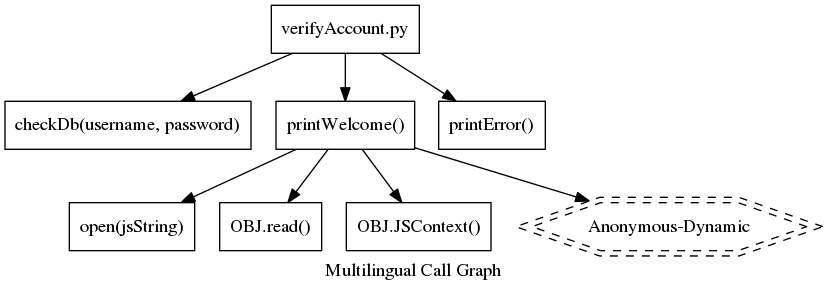 verifyAccount.py
checkDb(username, password)
printWelcome()
printError()
open(jsString)
OBJ.read()
OBJ.JSContext()
Anonymous-Dynamic
Multilingual Call Graph